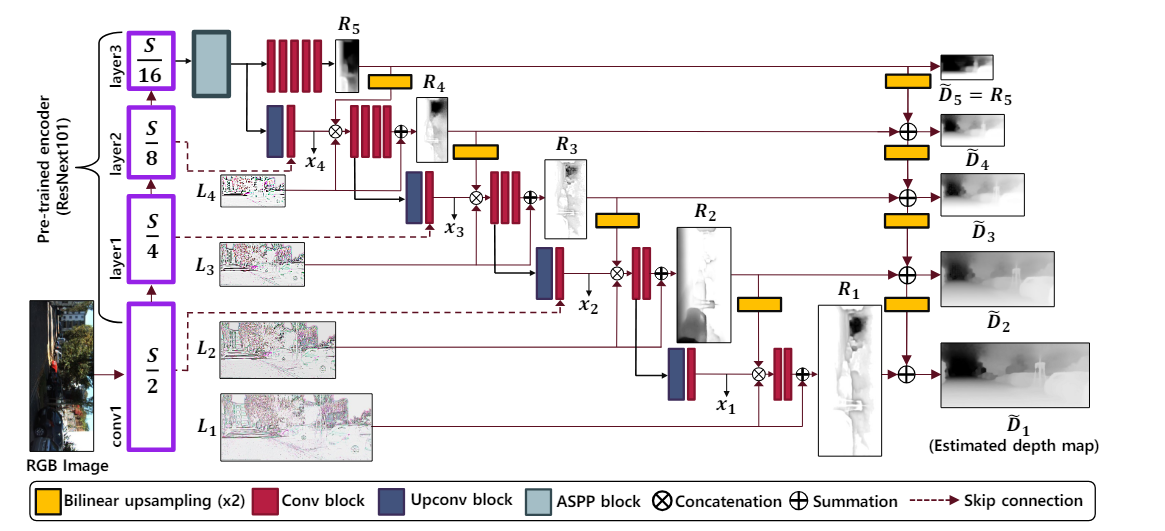 Pre-trained encoder
(ResNext101)
layer3
S
16
layer2
S
8
layer1
S
4
conv1
S
2
RGB Image
R5
R4
R3
R2
R1
x4
x3
x2
x1
L4
L3
L2
L1
D̃5 = R5
D̃4
D̃3
D̃2
D̃1
(Estimated depth map)
Bilinear upsampling (x2)
Conv block
Upconv block
ASPP block
Concatenation
Summation
Skip connection